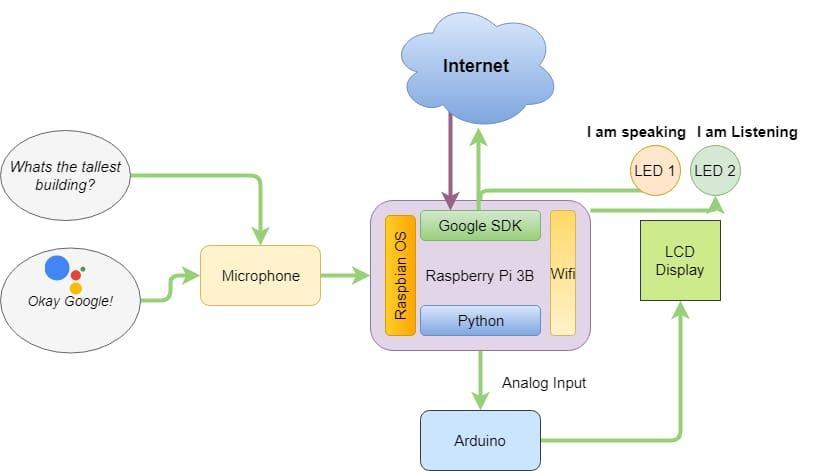 Internet
I am speaking
I am Listening
LED 1
LED 2
Whats the tallest
building?
Okay Google!
Microphone
Google SDK
Raspbian OS
Raspberry Pi 3B
Wifi
Python
LCD
Display
Analog Input
Arduino